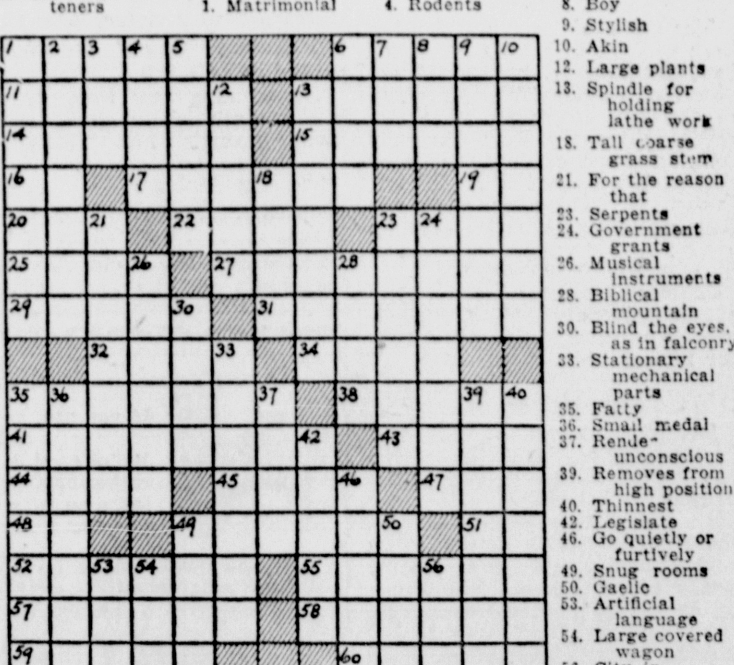 teners
1. Matrimonial
4. Rodents
8. Boy
9. Stylish
10. Akin
12. Large plants
13. Spindle for
holding
lathe work
18. Tall coarse
grass stem
21. For the reason
that
23. Serpents
24. Government
grants
26. Musical
instruments
28. Biblical
mountain
30. Blind the eyes,
as in falconry
33. Stationary
mechanical
parts
35. Fatty
36. Small medal
37. Render
unconscious
39. Removes from
high position
40. Thinnest
42. Legislate
46. Go quietly or
furtively
49. Snug rooms
50. Gaelic
53. Artificial
language
54. Large covered
wagon
1 2 3 4 5 6 7 8 9 10
11 12 13
14 15
16 17 18 19
20 21 22 23 24
25 26 27 28
29 30 31
32 33 34
35 36 37 38 39 40
41 42 43
44 45 46 47
48 49 50 51
52 53 54 55 56
57 58
59 60